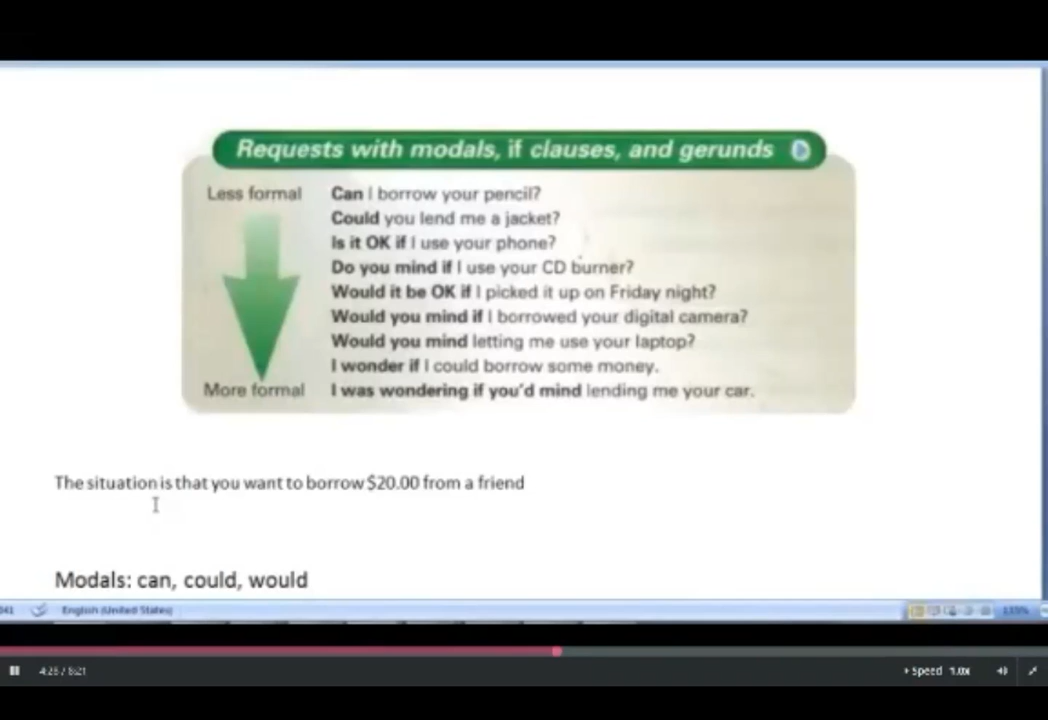 Requests with modals, if clauses, and gerunds
Less formal
Can I borrow your pencil?
Could you lend me a jacket?
Is it OK if I use your phone?
Do you mind if I use your CD burner?
Would it be OK if I picked it up on Friday night?
Would you mind if I borrowed your digital camera?
Would you mind letting me use your laptop?
I wonder if I could borrow some money.
More formal
I was wondering if you'd mind lending me your car.
The situation is that you want to borrow $20.00 from a friend
Modals: can, could, would
English (United States)
4:26 / 8:21
Speed 1.0x